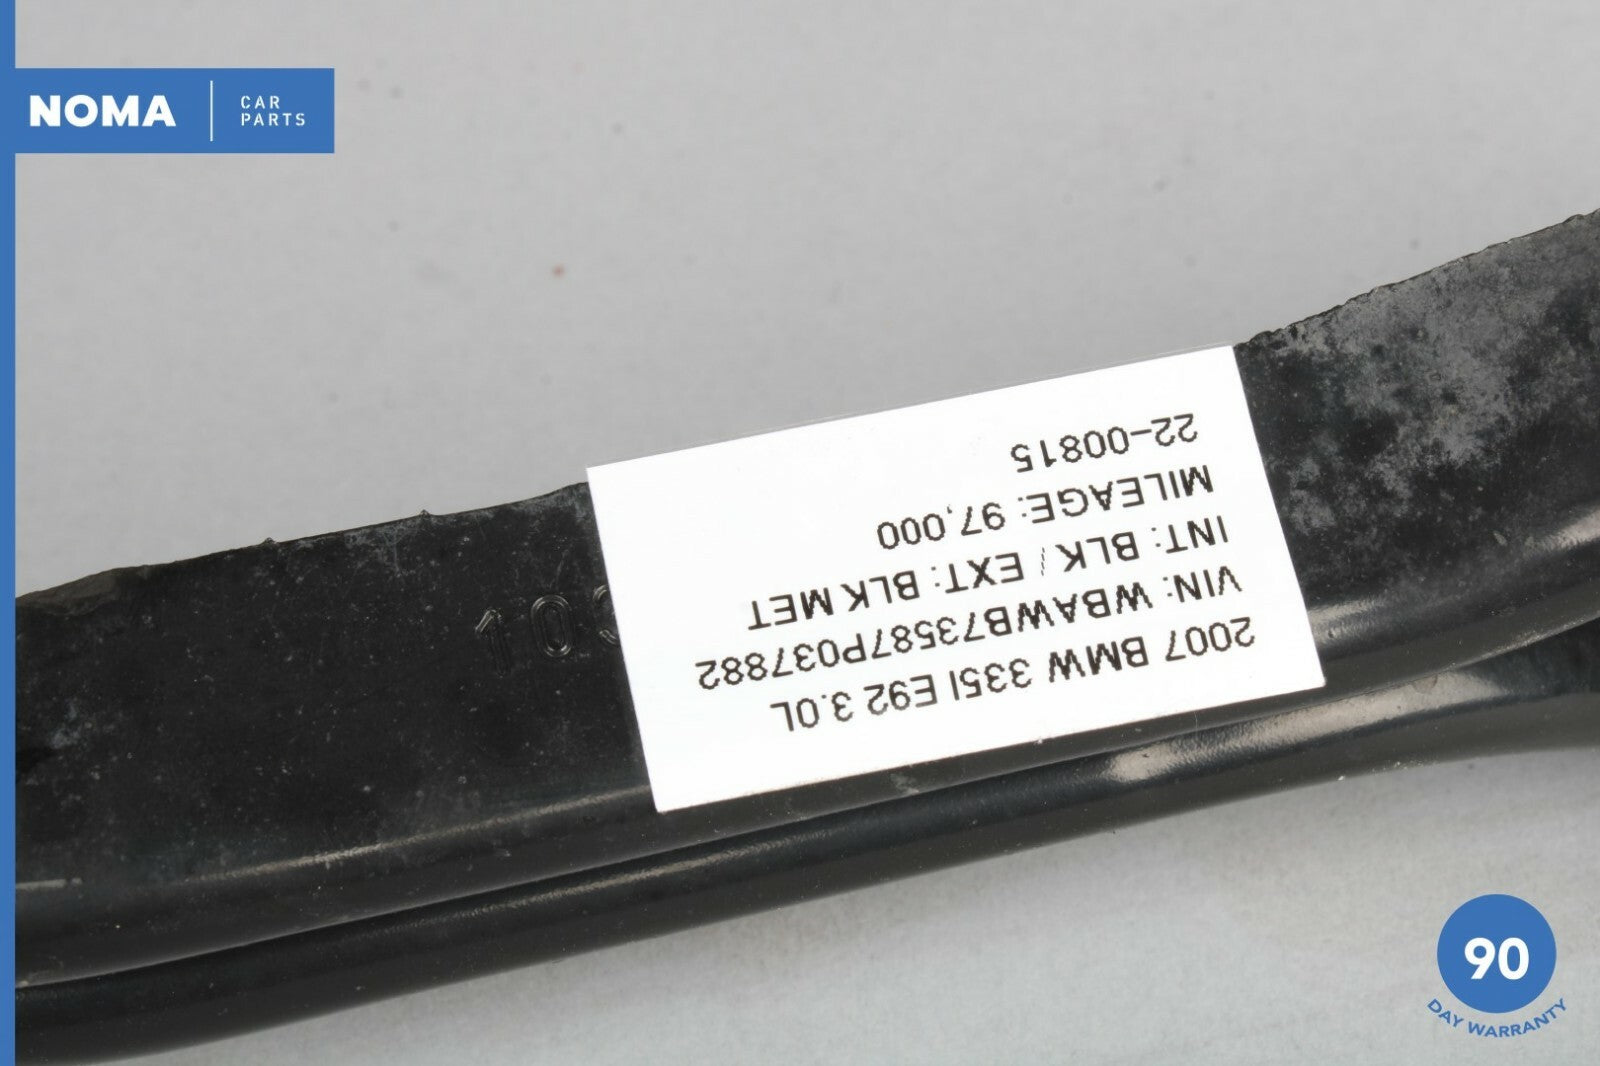 NOMA
CAR
PARTS
2007 BMW 335I E92 3.0L
VIN: WBAWB73587P037882
INT: BLK / EXT: BLK MET
MILEAGE: 97,000
22-00815
90
DAY WARRANTY